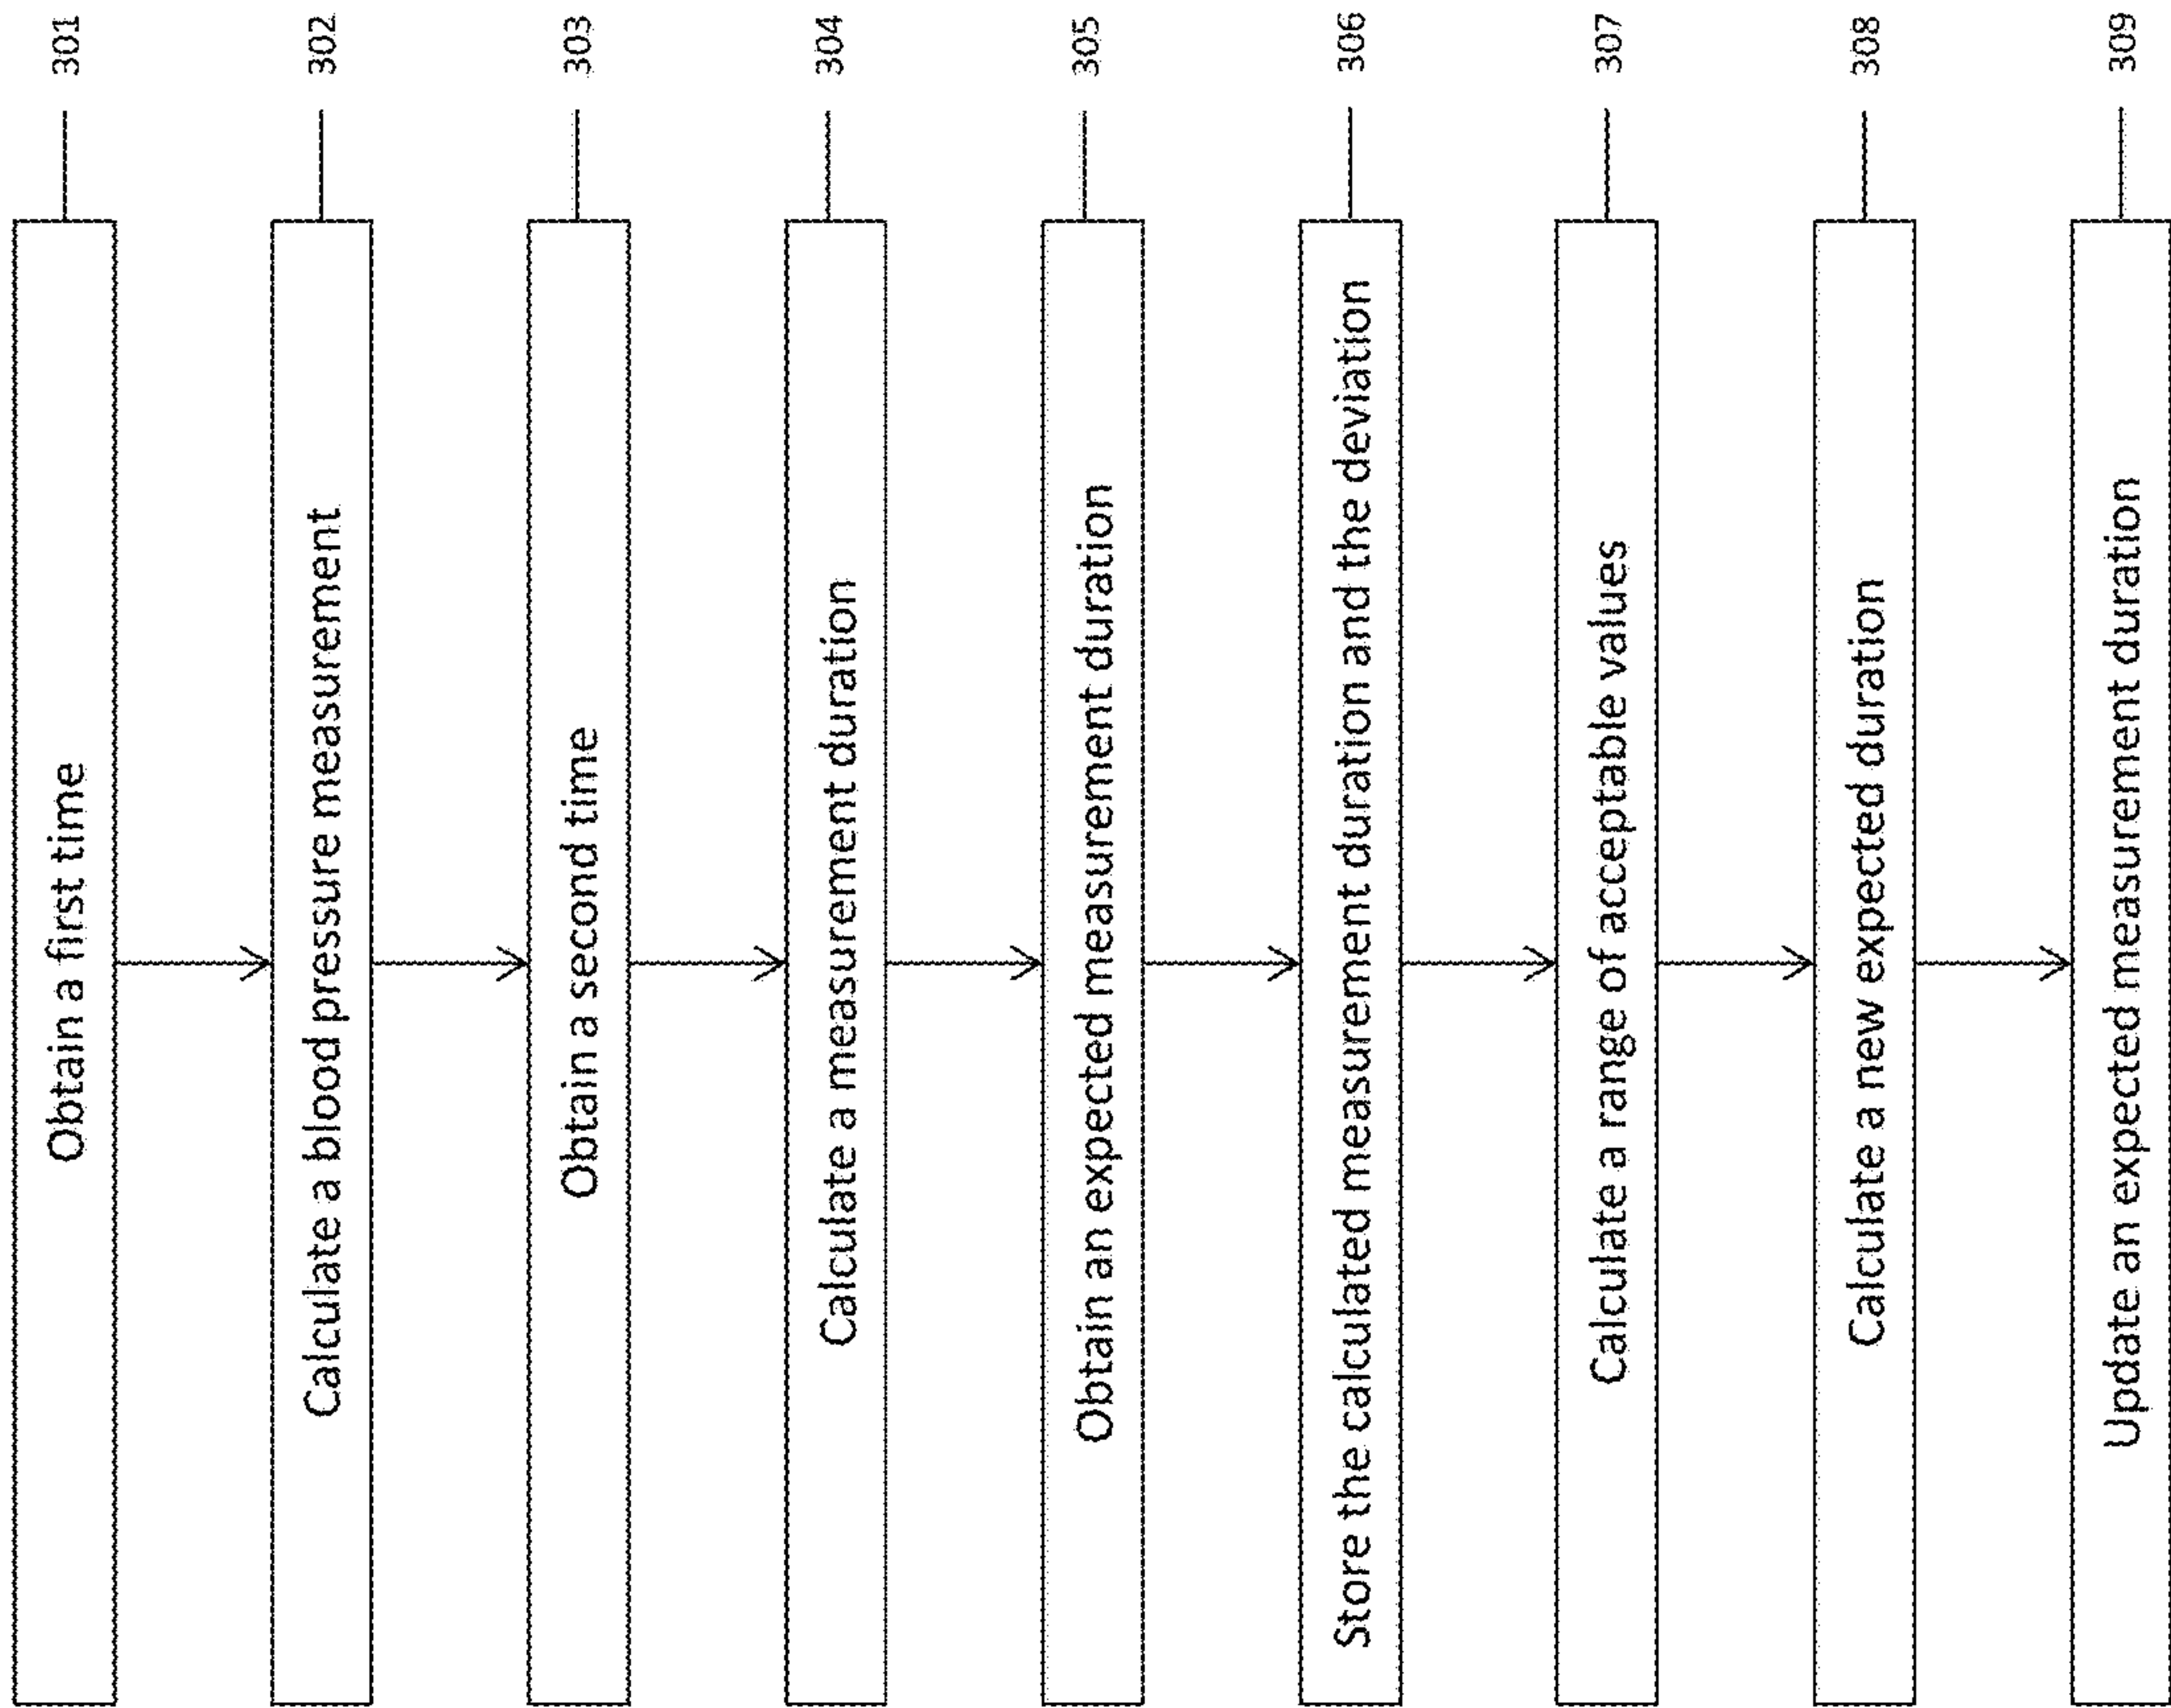 Obtain a first time
301
Calculate a blood pressure measurement
302
Obtain a second time
303
Calculate a measurement duration
304
Obtain an expected measurement duration
305
Store the calculated measurement duration and the deviation
306
Calculate a range of acceptable values
307
Calculate a new expected duration
308
Update an expected measurement duration
309